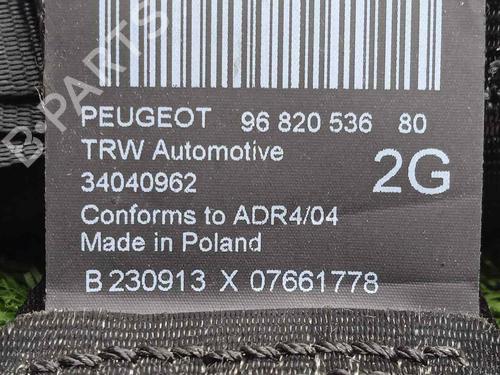 B-PARTS
PEUGEOT 96 820 536 80
TRW Automotive
34040962 2G
Conforms to ADR4/04
Made in Poland
B 230913 X 07661778